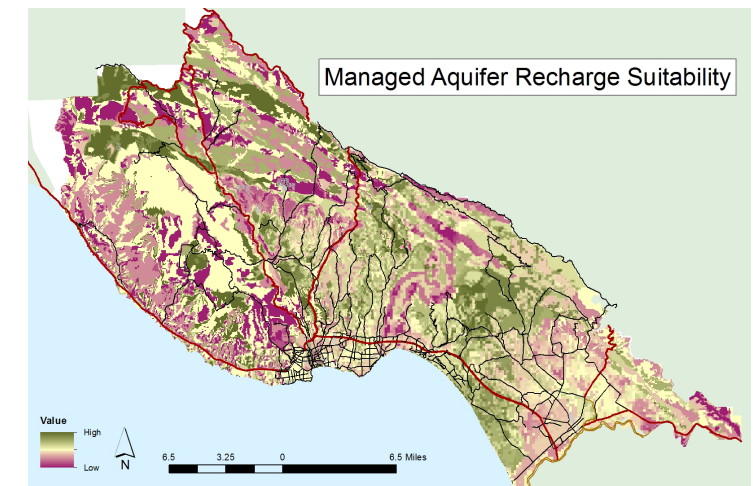 Managed Aquifer Recharge Suitability
Value
High
Low
N
6.5 3.25 0 6.5 Miles